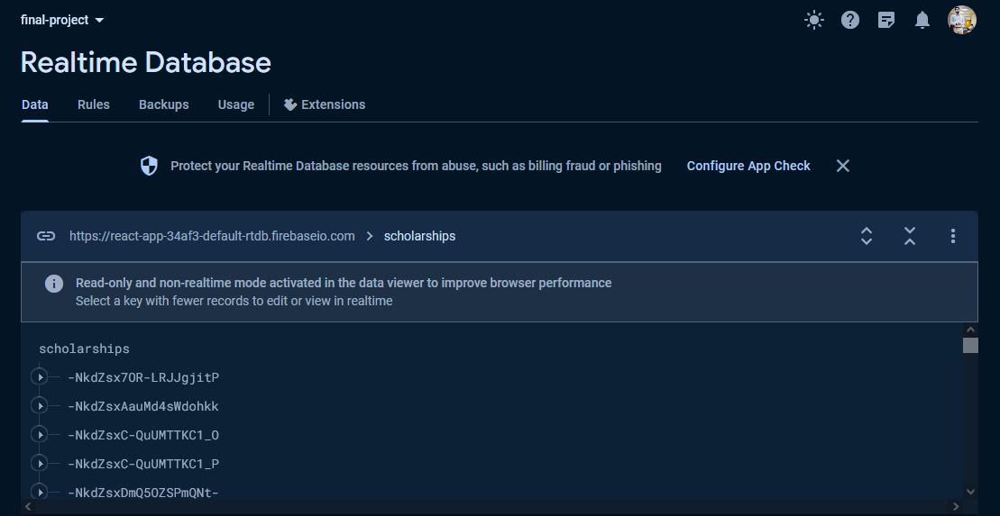 final-project
Realtime Database
Data Rules Backups Usage Extensions
Protect your Realtime Database resources from abuse, such as billing fraud or phishing Configure App Check
https://react-app-34af3-default-rtdb.firebaseio.com scholarships
Read-only and non-realtime mode activated in the data viewer to improve browser performance
Select a key with fewer records to edit or view in realtime
scholarships
-NkdZsx7OR-LRJJgjitP
-NkdZsxAauMd4sWdohkk
-NkdZsxC-QuUMTTKC1_O
-NkdZsxC-QuUMTTKC1_P
-NkdZsxDmQ5OZSPmQNt-